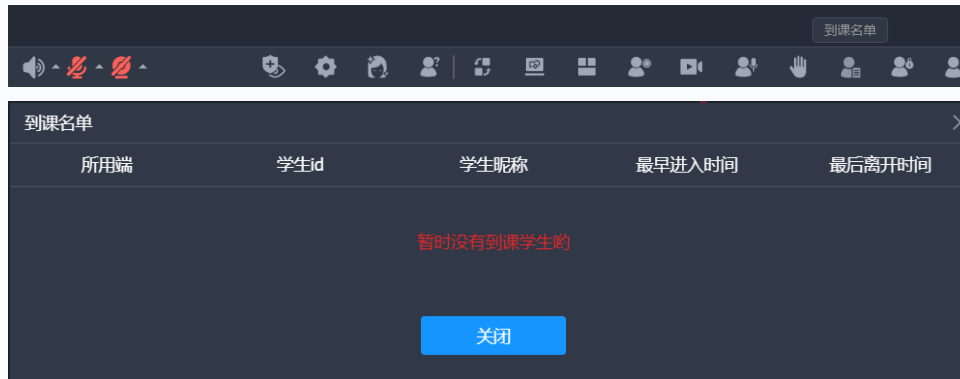 到课名单
到课名单
所用端 学生id 学生昵称 最早进入时间 最后离开时间
暂时没有到课学生哟
关闭